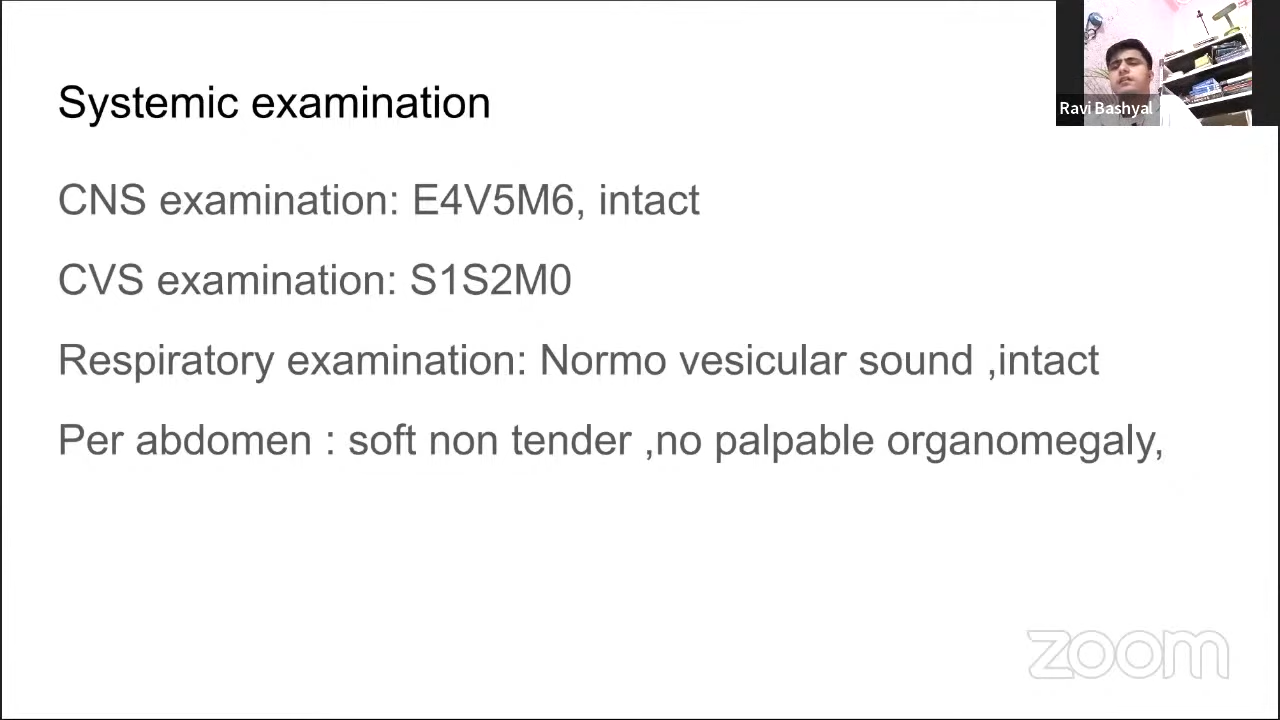 Systemic examination
Ravi Bashyal
CNS examination: E4V5M6, intact
CVS examination: S1S2M0
Respiratory examination: Normo vesicular sound ,intact
Per abdomen : soft non tender ,no palpable organomegaly,
zoom